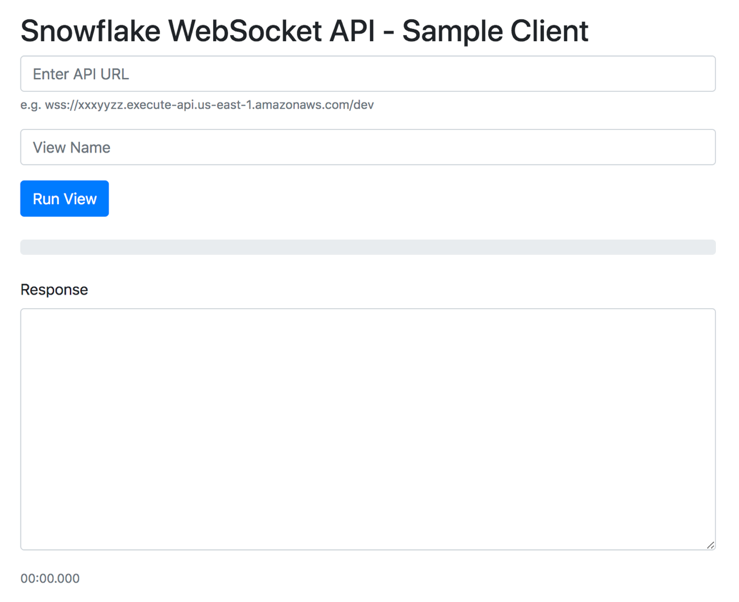 Snowflake WebSocket API - Sample Client
Enter API URL
e.g. wss://xxxyyzz.execute-api.us-east-1.amazonaws.com/dev
View Name
Run View
Response
00:00.000